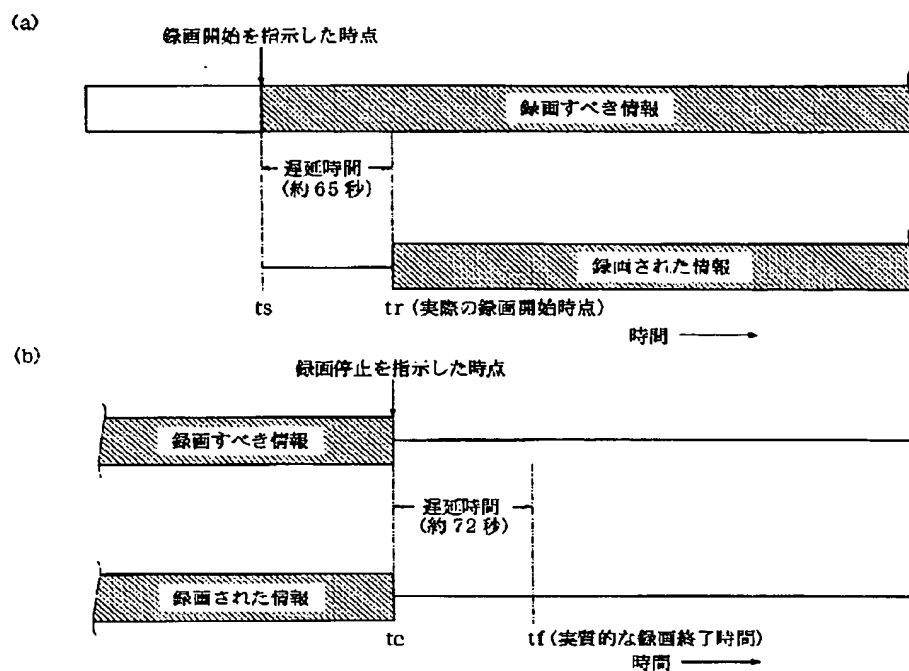 (a)
録画開始を指示した時点
録画すべき情報
遅延時間
(約65秒)
録画された情報
ts
tr (実際の録画開始時点)
時間
(b)
録画停止を指示した時点
録画すべき情報
遅延時間
(約72秒)
録画された情報
tc
tf (実質的な録画終了時間)
時間